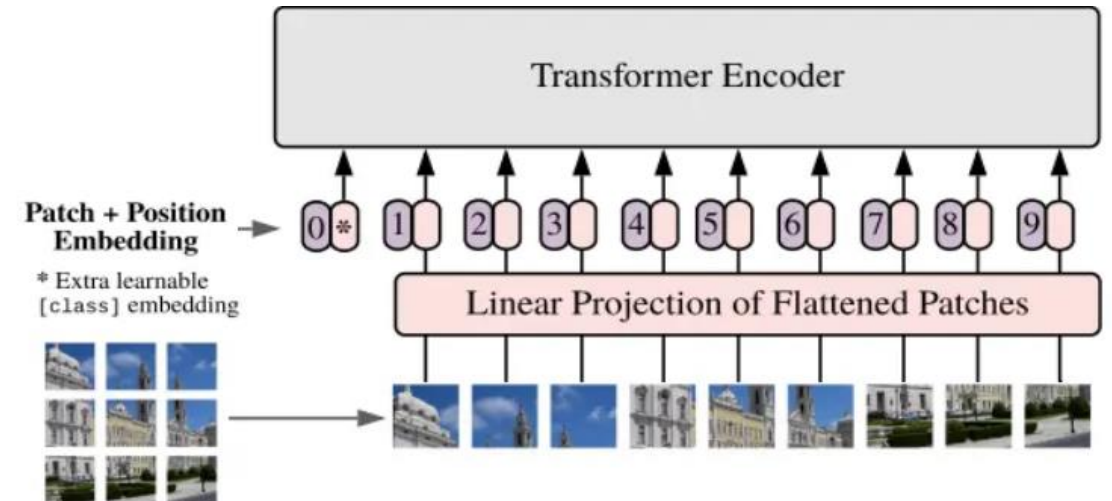 Transformer Encoder
Patch + Position
Embedding
0 * 1 2 3 4 5 6 7 8 9
* Extra learnable
[class] embedding
Linear Projection of Flattened Patches